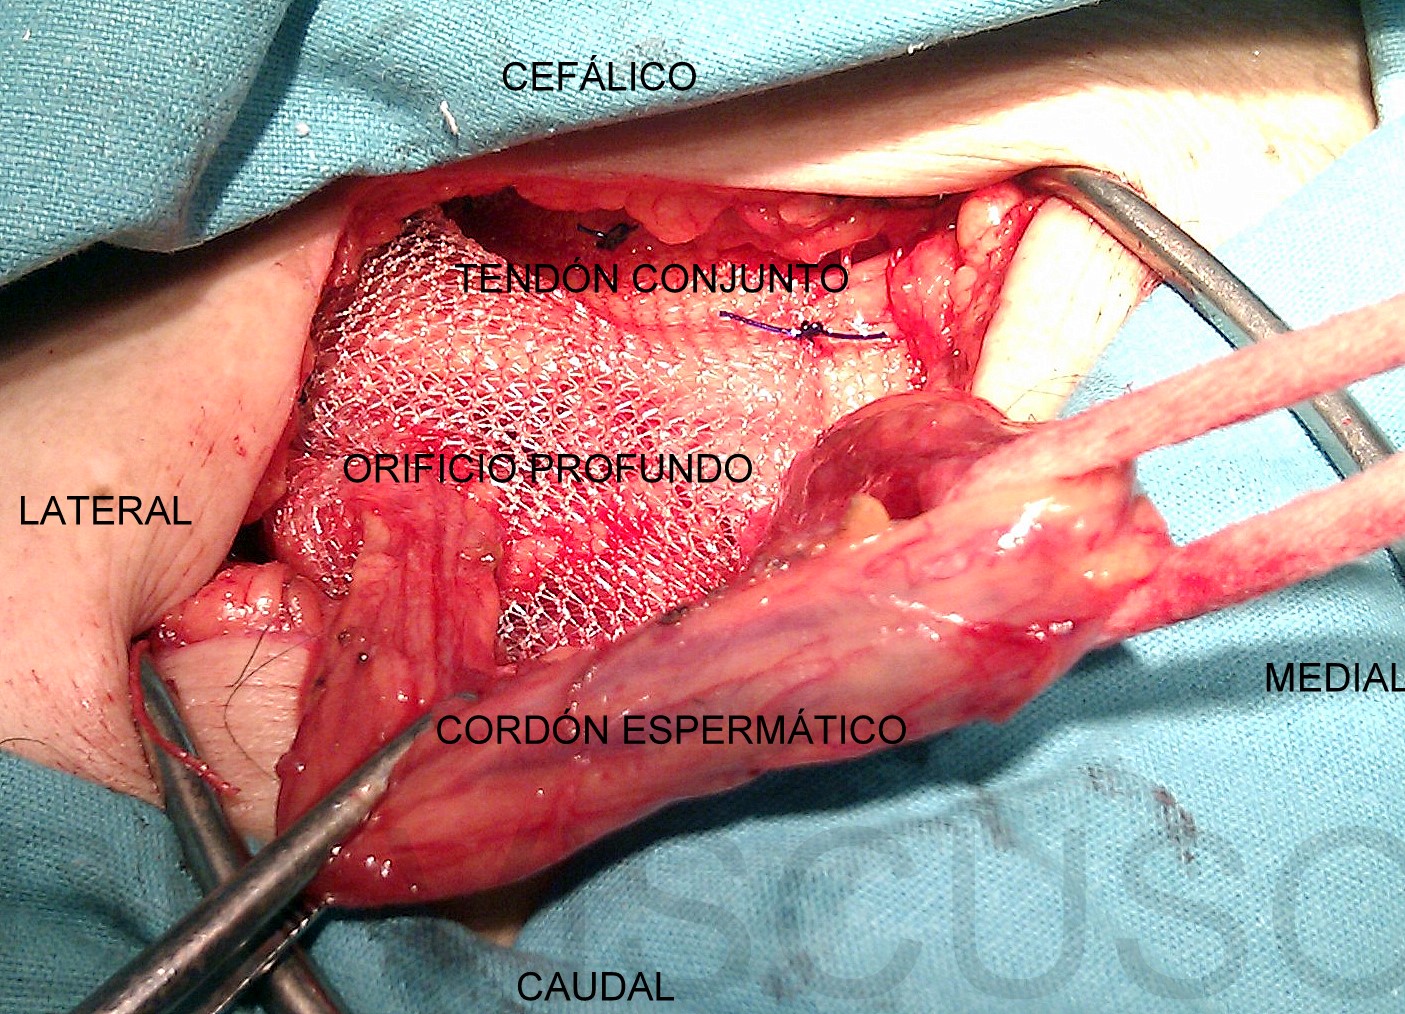 CEFÁLICO
TENDÓN CONJUNTO
ORIFICIO PROFUNDO
LATERAL
MEDIAL
CORDÓN ESPERMÁTICO
CAUDAL